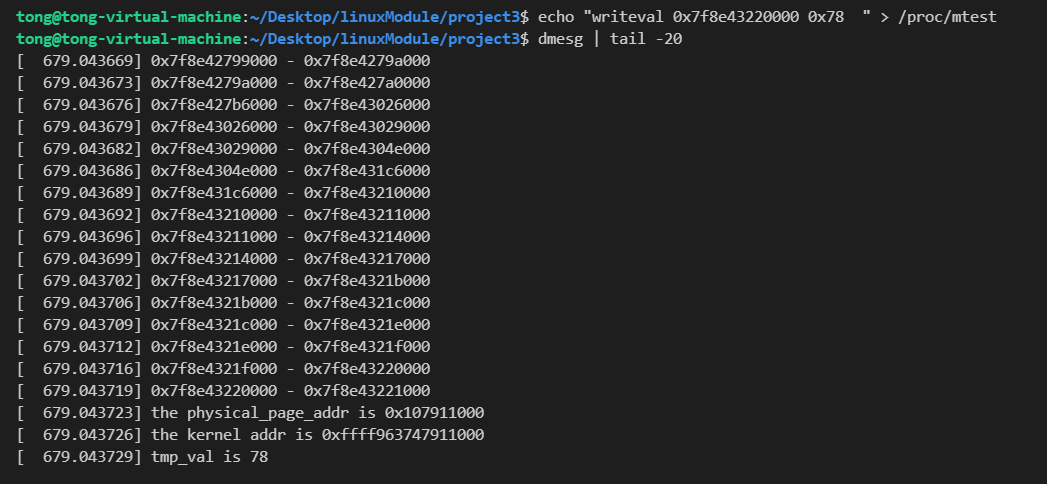 tong@tong-virtual-machine:~/Desktop/linuxModule/project3$ echo "writeval 0x7f8e43220000 0x78  " > /proc/mtest
tong@tong-virtual-machine:~/Desktop/linuxModule/project3$ dmesg | tail -20
[  679.043669] 0x7f8e42799000 - 0x7f8e4279a000
[  679.043673] 0x7f8e4279a000 - 0x7f8e427a0000
[  679.043676] 0x7f8e427b6000 - 0x7f8e43026000
[  679.043679] 0x7f8e43026000 - 0x7f8e43029000
[  679.043682] 0x7f8e43029000 - 0x7f8e4304e000
[  679.043686] 0x7f8e4304e000 - 0x7f8e431c6000
[  679.043689] 0x7f8e431c6000 - 0x7f8e43210000
[  679.043692] 0x7f8e43210000 - 0x7f8e43211000
[  679.043696] 0x7f8e43211000 - 0x7f8e43214000
[  679.043699] 0x7f8e43214000 - 0x7f8e43217000
[  679.043702] 0x7f8e43217000 - 0x7f8e4321b000
[  679.043706] 0x7f8e4321b000 - 0x7f8e4321c000
[  679.043709] 0x7f8e4321c000 - 0x7f8e4321e000
[  679.043712] 0x7f8e4321e000 - 0x7f8e4321f000
[  679.043716] 0x7f8e4321f000 - 0x7f8e43220000
[  679.043719] 0x7f8e43220000 - 0x7f8e43221000
[  679.043723] the physical_page_addr is 0x107911000
[  679.043726] the kernel addr is 0xffff963747911000
[  679.043729] tmp_val is 78